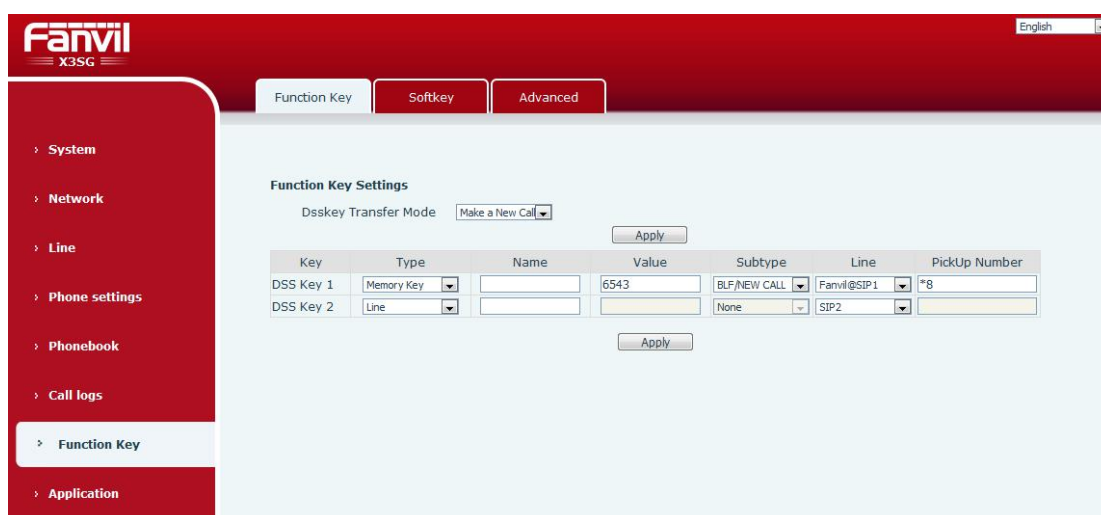 Fanvil
X3SG
English
Function Key Softkey Advanced
System
Network
Line
Phone settings
Phonebook
Call logs
Function Key
Application
Function Key Settings
Dsskey Transfer Mode Make a New Call
Apply
Key Type Name Value Subtype Line PickUp Number
DSS Key 1 Memory Key 6543 BLF/NEW CALL Fanvil@SIP1 *8
DSS Key 2 Line None SIP2
Apply